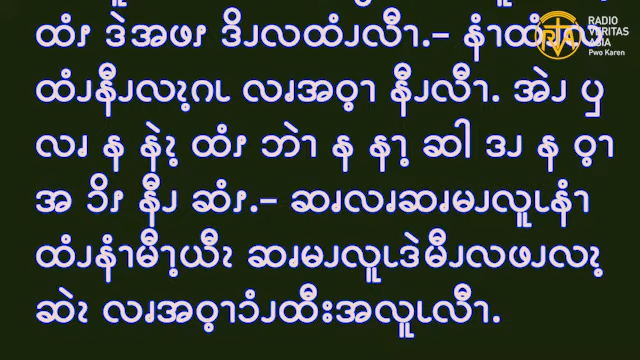 ထံၭ ဒဲအဖၭ ဒိၪလထံၪလီၫ.– နံၫထံၪလ
ထံၪနီၪလၩ့ဂၬ လၧအဝ့ၫ နီၪလီၫ. အဲၪ ပှ
လၧ န နဲၩ့ ထံၭ ဘဲၫ န နၫ့ ဆၧါ ဒၪ န ဝ့ၫ
အ ၥိၭ နီၪ ဆံၭ.– ဆၧလၧဆၧမၪလူၬနံၫ
ထံၪနံၫမီၫ့ယီၩ ဆၧမၪလူၬဒဲမီၪလဖၪလၩ့
ဆဲၩ လၧအဝ့ၫၥံၪထီးအလူၬလီၫ.
RADIO
VERITAS
ASIA
Pwo Karen